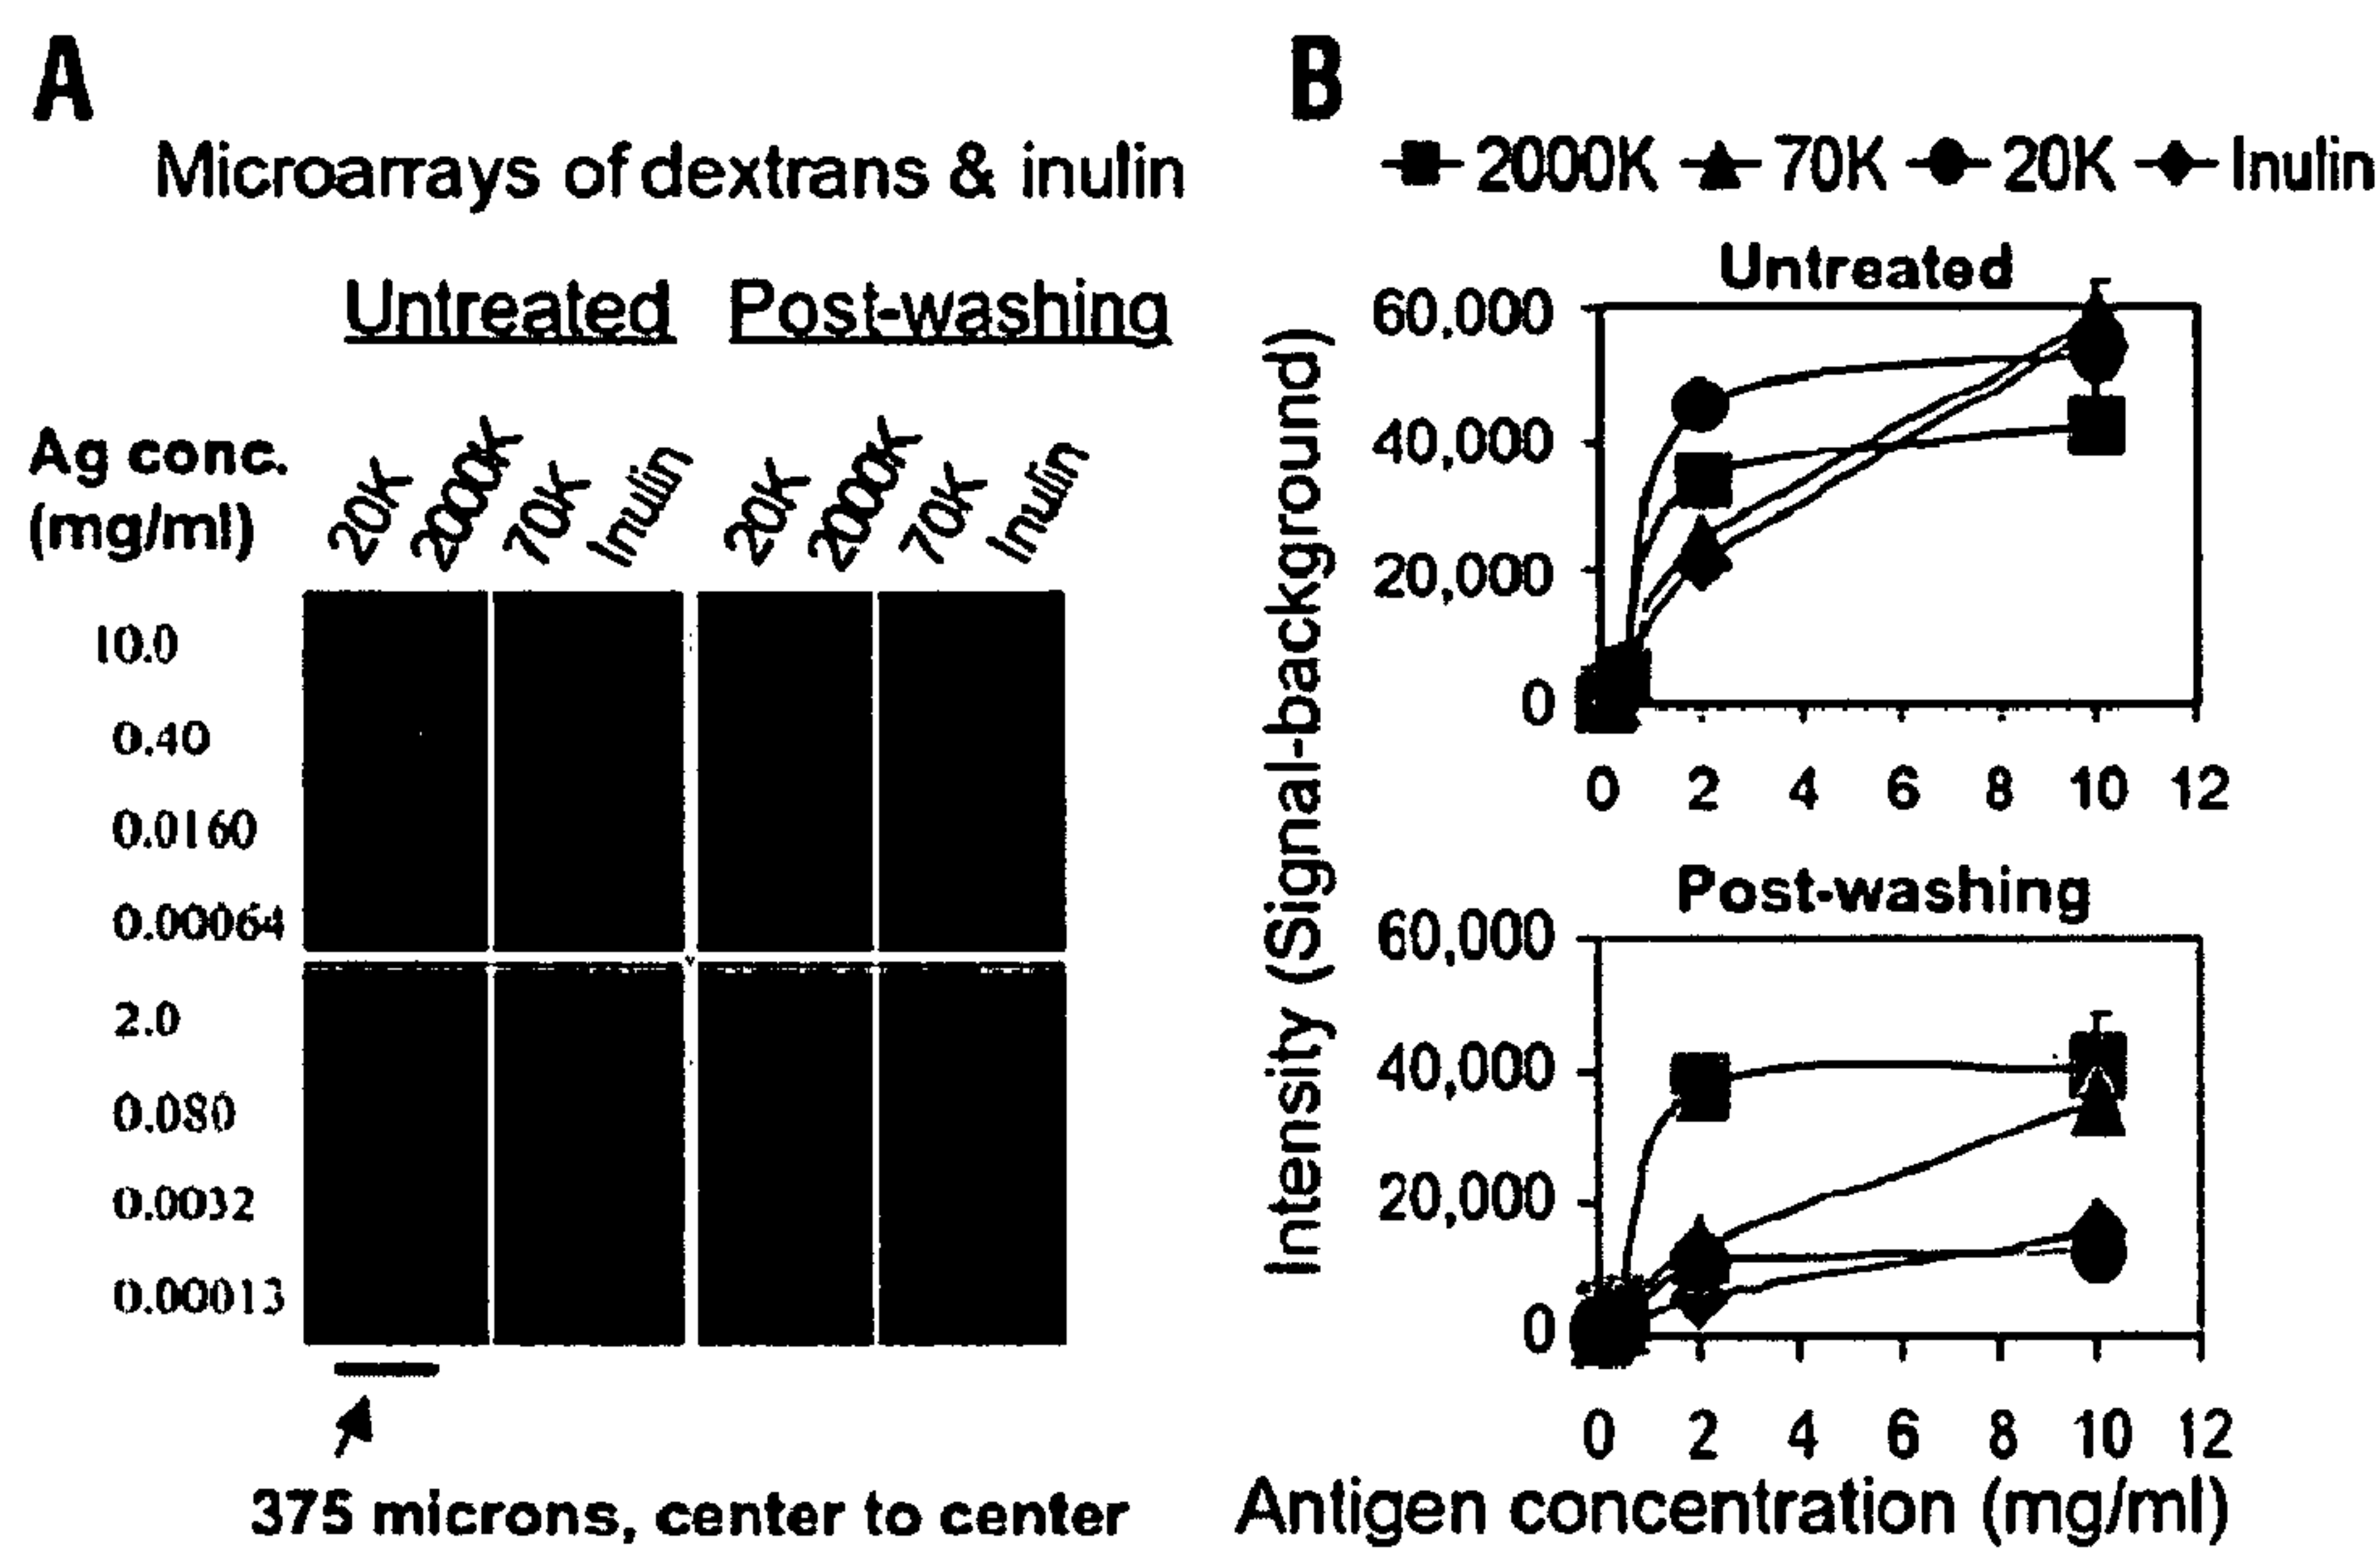 A
Microarrays of dextrans & inulin
Untreated Post-washing
Ag conc.
(mg/ml)
20K 2000K 70K Inulin 20K 2000K 70K Inulin
10.0
0.40
0.0160
0.00064
2.0
0.080
0.0032
0.00013
375 microns, center to center
B
2000K 70K 20K Inulin
Intensity (Signal-background)
Untreated
60,000
40,000
20,000
0
0 2 4 6 8 10 12
Post-washing
60,000
40,000
20,000
0
0 2 4 6 8 10 12
Antigen concentration (mg/ml)